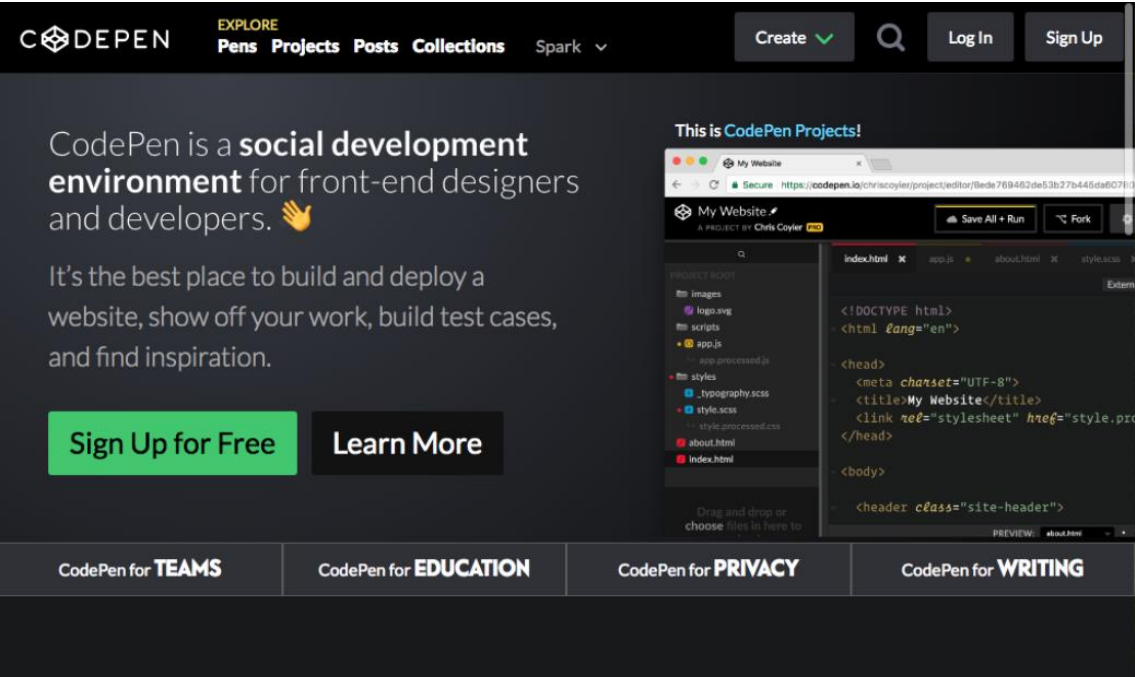 CODEPEN
EXPLORE
Pens Projects Posts Collections
Spark
Create
Log In
Sign Up
CodePen is a social development
environment for front-end designers
and developers. 👋
It's the best place to build and deploy a
website, show off your work, build test cases,
and find inspiration.
Sign Up for Free
Learn More
This is CodePen Projects!
My Website
Secure https://codepen.io/chriscoyier/project/editor/
My Website
A PROJECT BY Chris Coyier PRO
Save All + Run
Fork
PROJECT ROOT
images
logo.svg
scripts
app.js
app.processed.js
styles
_typography.scss
style.scss
style.processed.css
about.html
index.html
Drag and drop or
choose files in here to
index.html
app.js
about.html
style.scss
Extern
<!DOCTYPE html>
<html lang="en">
<head>
<meta charset="UTF-8">
<title>My Website</title>
<link rel="stylesheet" href="style.pro
</head>
<body>
<header class="site-header">
PREVIEW: about.html
CodePen for TEAMS
CodePen for EDUCATION
CodePen for PRIVACY
CodePen for WRITING